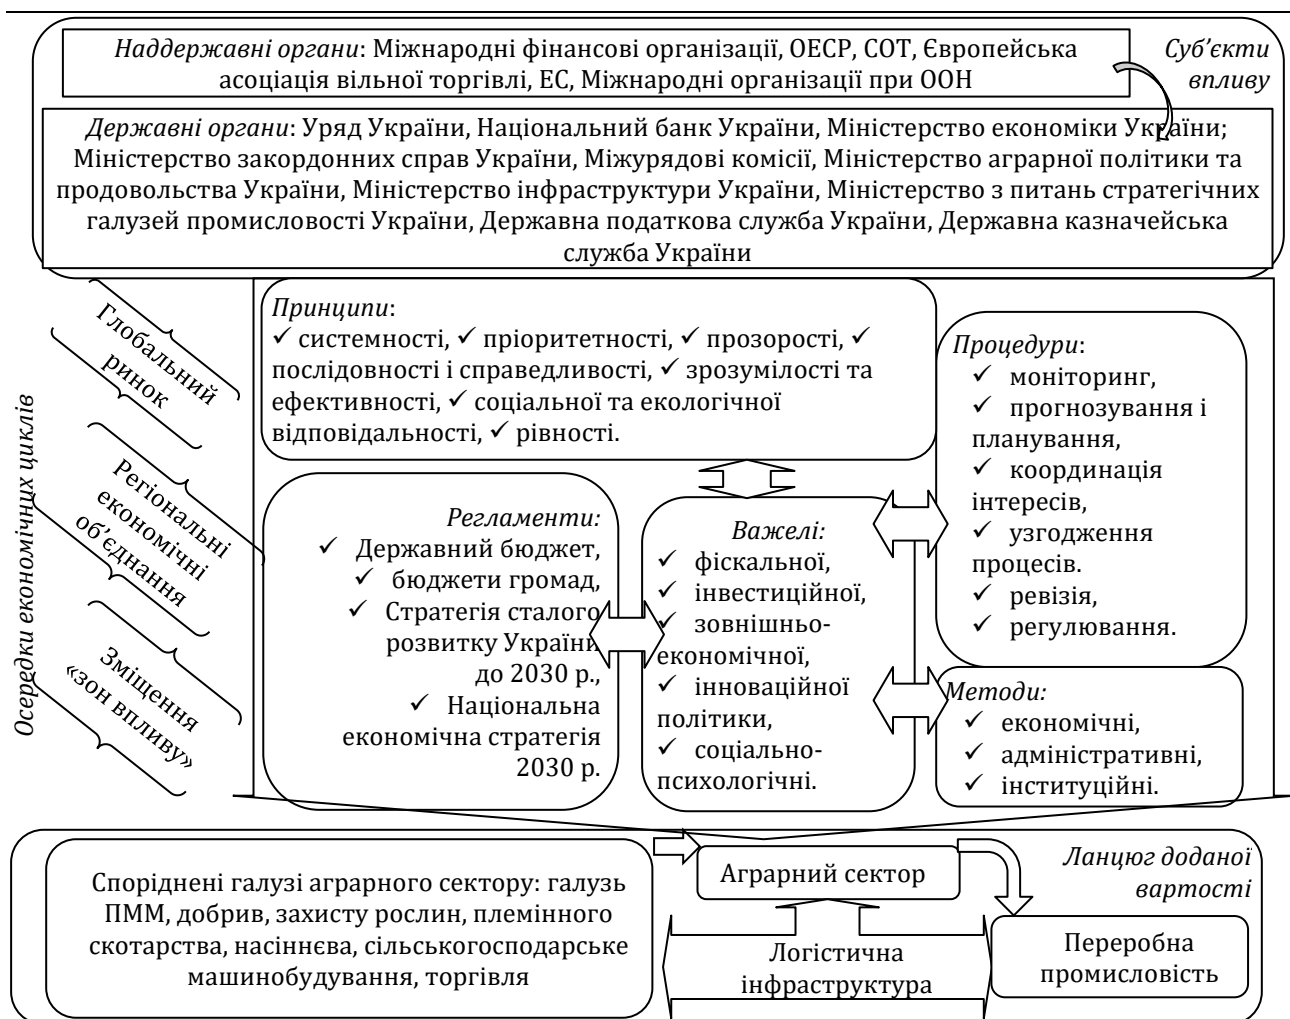 Наддержавні органи: Міжнародні фінансові організації, ОЕСР, СОТ, Європейська
асоціація вільної торгівлі, ЕС, Міжнародні організації при ООН
Суб’єкти
впливу
Державні органи: Уряд України, Національний банк України, Міністерство економіки України;
Міністерство закордонних справ України, Міжурядові комісії, Міністерство аграрної політики та
продовольства України, Міністерство інфраструктури України, Міністерство з питань стратегічних
галузей промисловості України, Державна податкова служба України, Державна казначейська
служба України
Осередки економічних циклів
Глобальний
ринок
Регіональні
економічні
об’єднання
Зміщення
«зон впливу»
Принципи:
✓ системності, ✓ пріоритетності, ✓ прозорості, ✓
послідовності і справедливості, ✓ зрозумілості та
ефективності, ✓ соціальної та екологічної
відповідальності, ✓ рівності.
Регламенти:
✓ Державний бюджет,
✓ бюджети громад,
✓ Стратегія сталого
розвитку України
до 2030 р.,
✓ Національна
економічна стратегія
2030 р.
Важелі:
✓ фіскальної,
✓ інвестиційної,
✓ зовнішньо-
економічної,
✓ інноваційної
політики,
✓ соціально-
психологічні.
Процедури:
✓ моніторинг,
✓ прогнозування і
планування,
✓ координація
інтересів,
✓ узгодження
процесів.
✓ ревізія,
✓ регулювання.
Методи:
✓ економічні,
✓ адміністративні,
✓ інституційні.
Споріднені галузі аграрного сектору: галузь
ПММ, добрив, захисту рослин, племінного
скотарства, насіннєва, сільськогосподарське
машинобудування, торгівля
Аграрний сектор
Ланцюг доданої
вартості
Логістична
інфраструктура
Переробна
промисловість